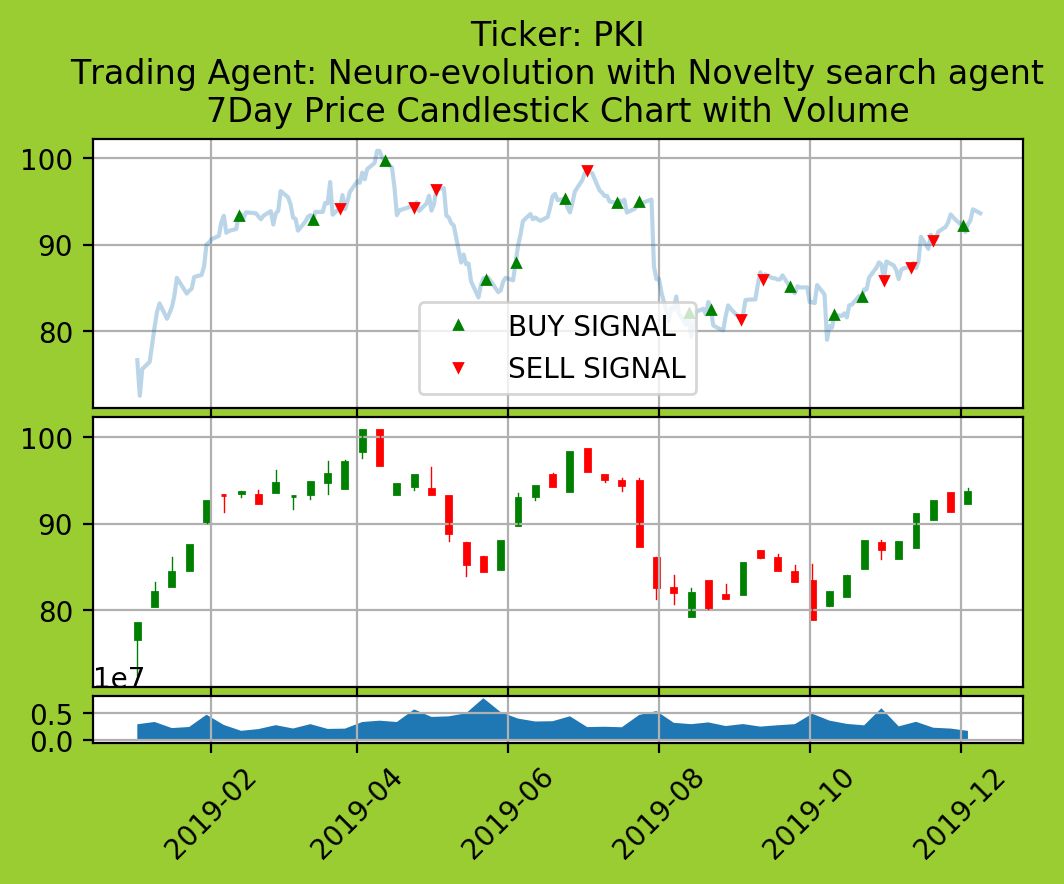 Ticker: PKI
Trading Agent: Neuro-evolution with Novelty search agent
7Day Price Candlestick Chart with Volume
100
90
80
BUY SIGNAL
SELL SIGNAL
100
90
80
1e7
0.5
0.0
2019-02
2019-04
2019-06
2019-08
2019-10
2019-12